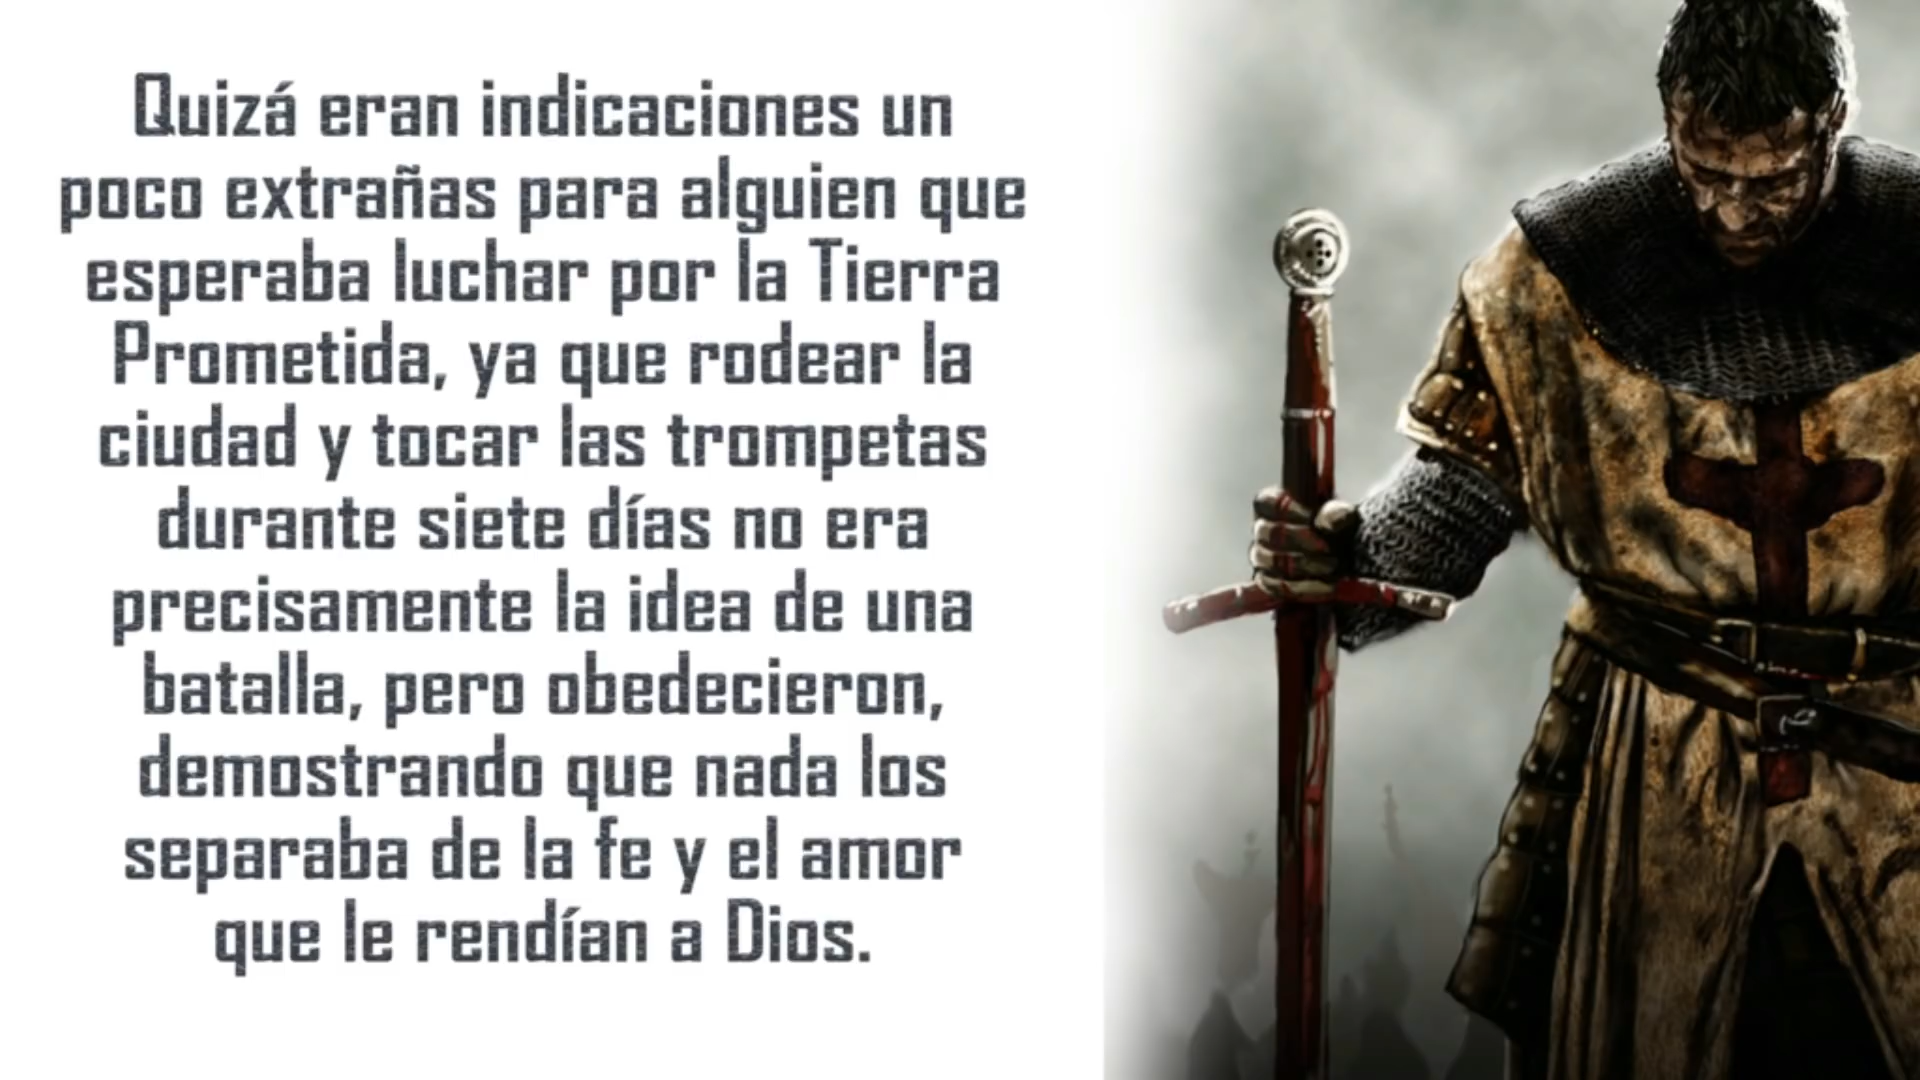 Quizá eran indicaciones un
poco extrañas para alguien que
esperaba luchar por la Tierra
Prometida, ya que rodear la
ciudad y tocar las trompetas
durante siete días no era
precisamente la idea de una
batalla, pero obedecieron,
demostrando que nada los
separaba de la fe y el amor
que le rendían a Dios.